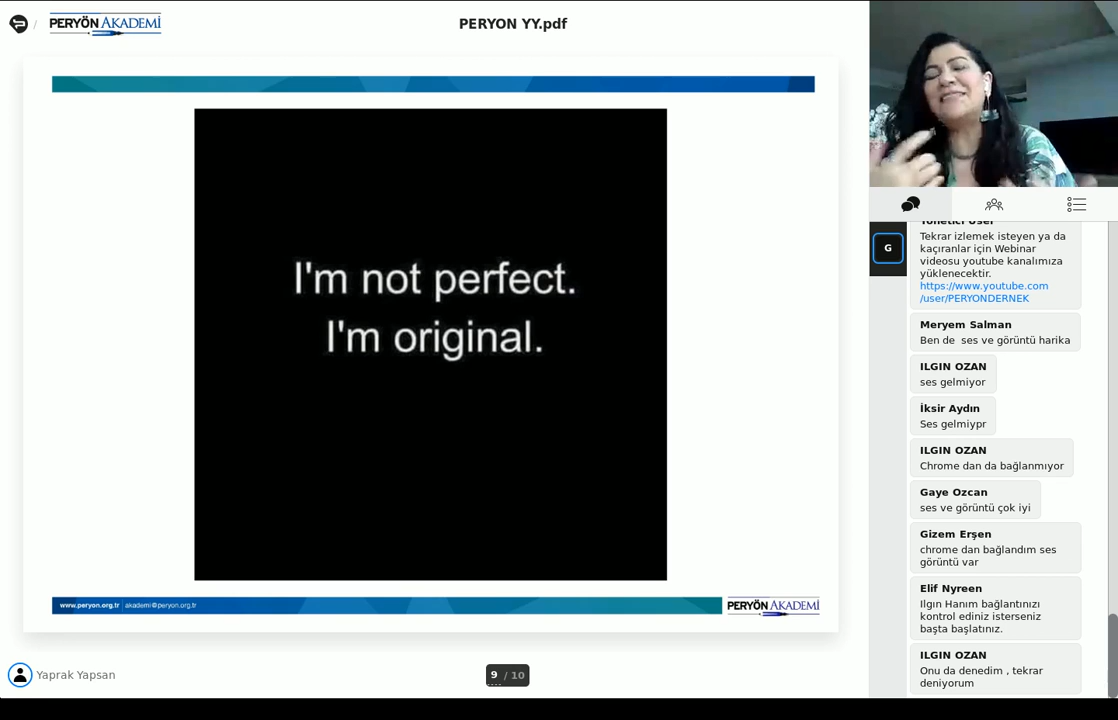 / PERYÖN AKADEMİ
PERYON YY.pdf
I'm not perfect.
I'm original.
www.peryon.org.tr | akademi@peryon.org.tr
PERYÖN AKADEMİ
Yaprak Yapsan
9 / 10
G
Yönetici User
Tekrar izlemek isteyen ya da
kaçıranlar için Webinar
videosu youtube kanalımıza
yüklenecektir.
https://www.youtube.com
/user/PERYONDERNEK
Meryem Salman
Ben de  ses ve görüntü harika
ILGIN OZAN
ses gelmiyor
İksir Aydın
Ses gelmiypr
ILGIN OZAN
Chrome dan da bağlanmıyor
Gaye Ozcan
ses ve görüntü çok iyi
Gizem Erşen
chrome dan bağlandım ses
görüntü var
Elif Nyreen
Ilgın Hanım bağlantınızı
kontrol ediniz isterseniz
başta başlatınız.
ILGIN OZAN
Onu da denedim , tekrar
deniyorum